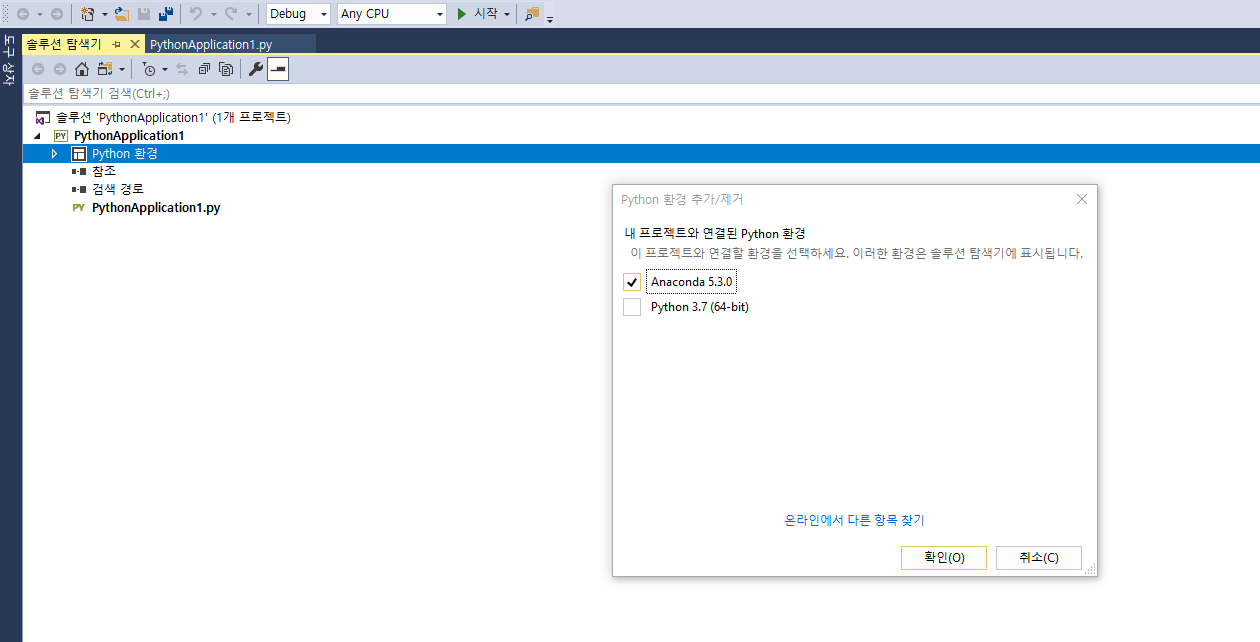 Debug
Any CPU
시작
도구 상자
솔루션 탐색기
PythonApplication1.py
솔루션 탐색기 검색(Ctrl+;)
솔루션 'PythonApplication1' (1개 프로젝트)
PY PythonApplication1
Python 환경
참조
검색 경로
PY PythonApplication1.py
Python 환경 추가/제거
내 프로젝트와 연결된 Python 환경
이 프로젝트와 연결할 환경을 선택하세요. 이러한 환경은 솔루션 탐색기에 표시됩니다.
Anaconda 5.3.0
Python 3.7 (64-bit)
온라인에서 다른 항목 찾기
확인(O)
취소(C)